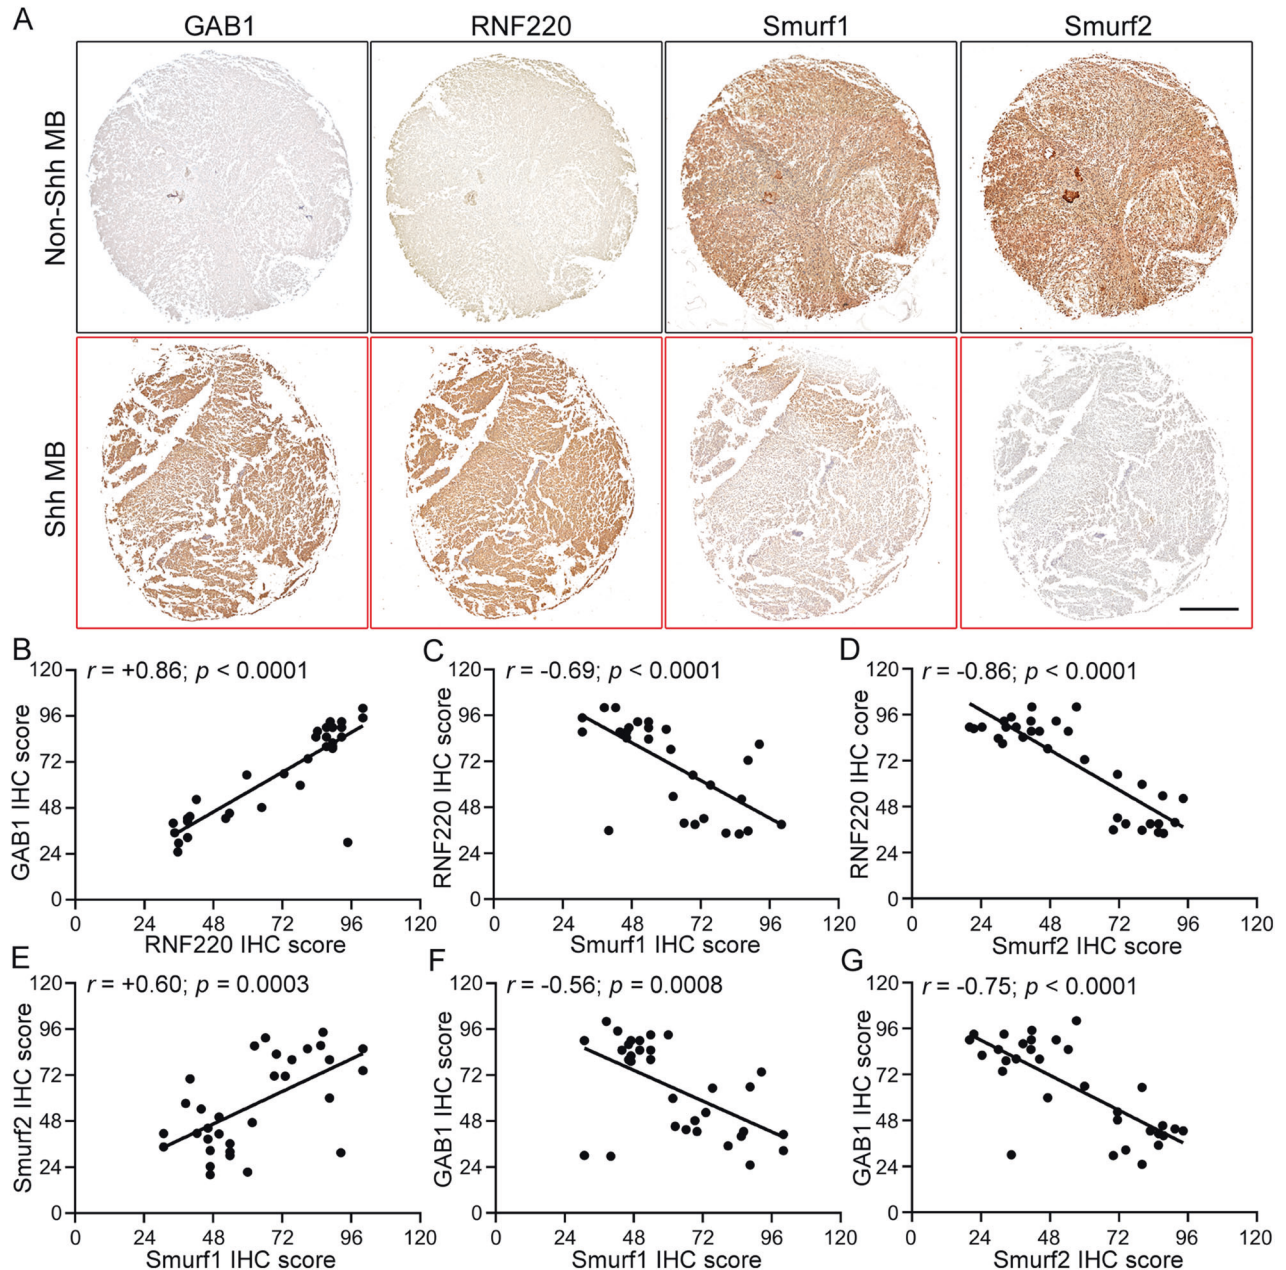 A
GAB1 RNF220 Smurf1 Smurf2
Non-Shh MB
Shh MB
B
r = +0.86; p < 0.0001
GAB1 IHC score
120
96
72
48
24
0
0 24 48 72 96 120
RNF220 IHC score
C
r = -0.69; p < 0.0001
RNF220 IHC score
120
96
72
48
24
0
0 24 48 72 96 120
Smurf1 IHC score
D
r = -0.86; p < 0.0001
RNF220 IHC core
120
96
72
48
24
0
0 24 48 72 96 120
Smurf2 IHC score
E
r = +0.60; p = 0.0003
Smurf2 IHC score
120
96
72
48
24
0
0 24 48 72 96 120
Smurf1 IHC score
F
r = -0.56; p = 0.0008
GAB1 IHC score
120
96
72
48
24
0
0 24 48 72 96 120
Smurf1 IHC score
G
r = -0.75; p < 0.0001
GAB1 IHC score
120
96
72
48
24
0
0 24 48 72 96 120
Smurf2 IHC score